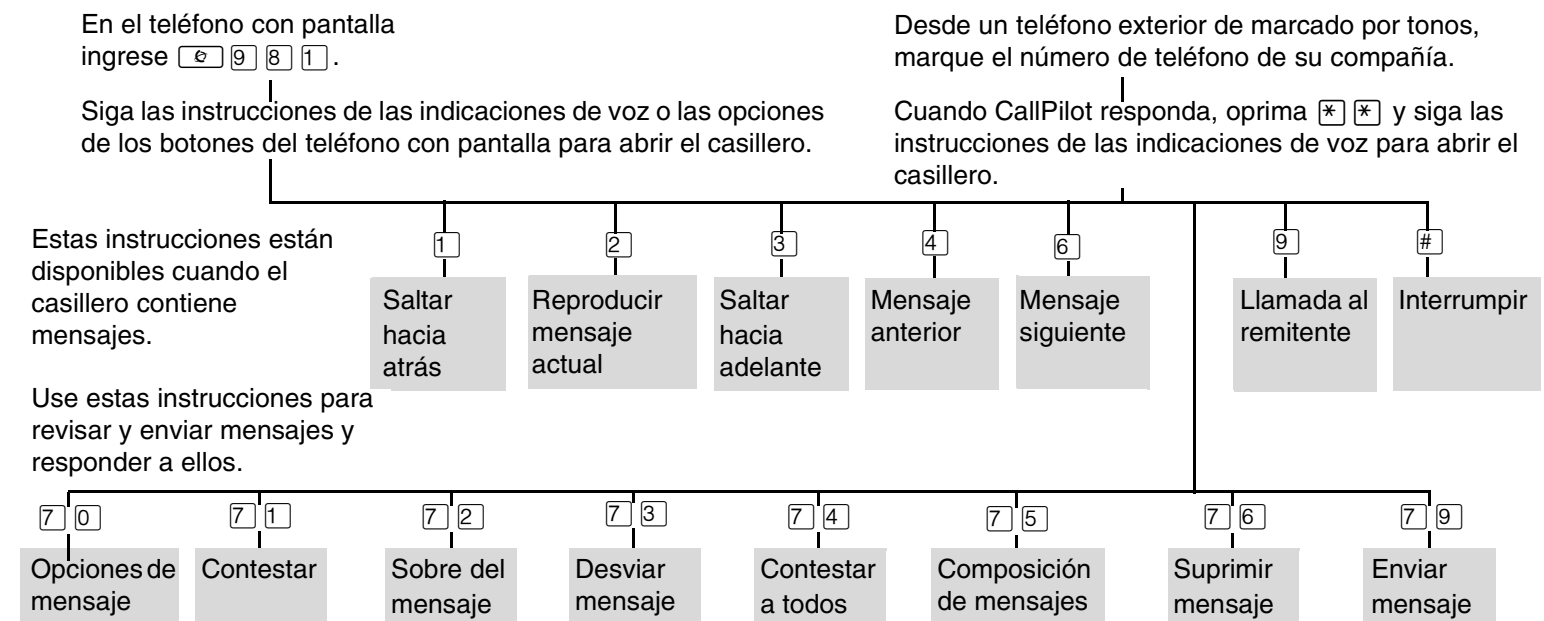 En el teléfono con pantalla
ingrese 9 8 1.
Siga las instrucciones de las indicaciones de voz o las opciones
de los botones del teléfono con pantalla para abrir el casillero.
Desde un teléfono exterior de marcado por tonos,
marque el número de teléfono de su compañía.
Cuando CallPilot responda, oprima * * y siga las
instrucciones de las indicaciones de voz para abrir el
casillero.
Estas instrucciones están
disponibles cuando el
casillero contiene
mensajes.
1
Saltar
hacia
atrás
2
Reproducir
mensaje
actual
3
Saltar
hacia
adelante
4
Mensaje
anterior
6
Mensaje
siguiente
9
Llamada al
remitente
#
Interrumpir
Use estas instrucciones para
revisar y enviar mensajes y
responder a ellos.
7 0
Opciones de
mensaje
7 1
Contestar
7 2
Sobre del
mensaje
7 3
Desviar
mensaje
7 4
Contestar
a todos
7 5
Composición
de mensajes
7 6
Suprimir
mensaje
7 9
Enviar
mensaje